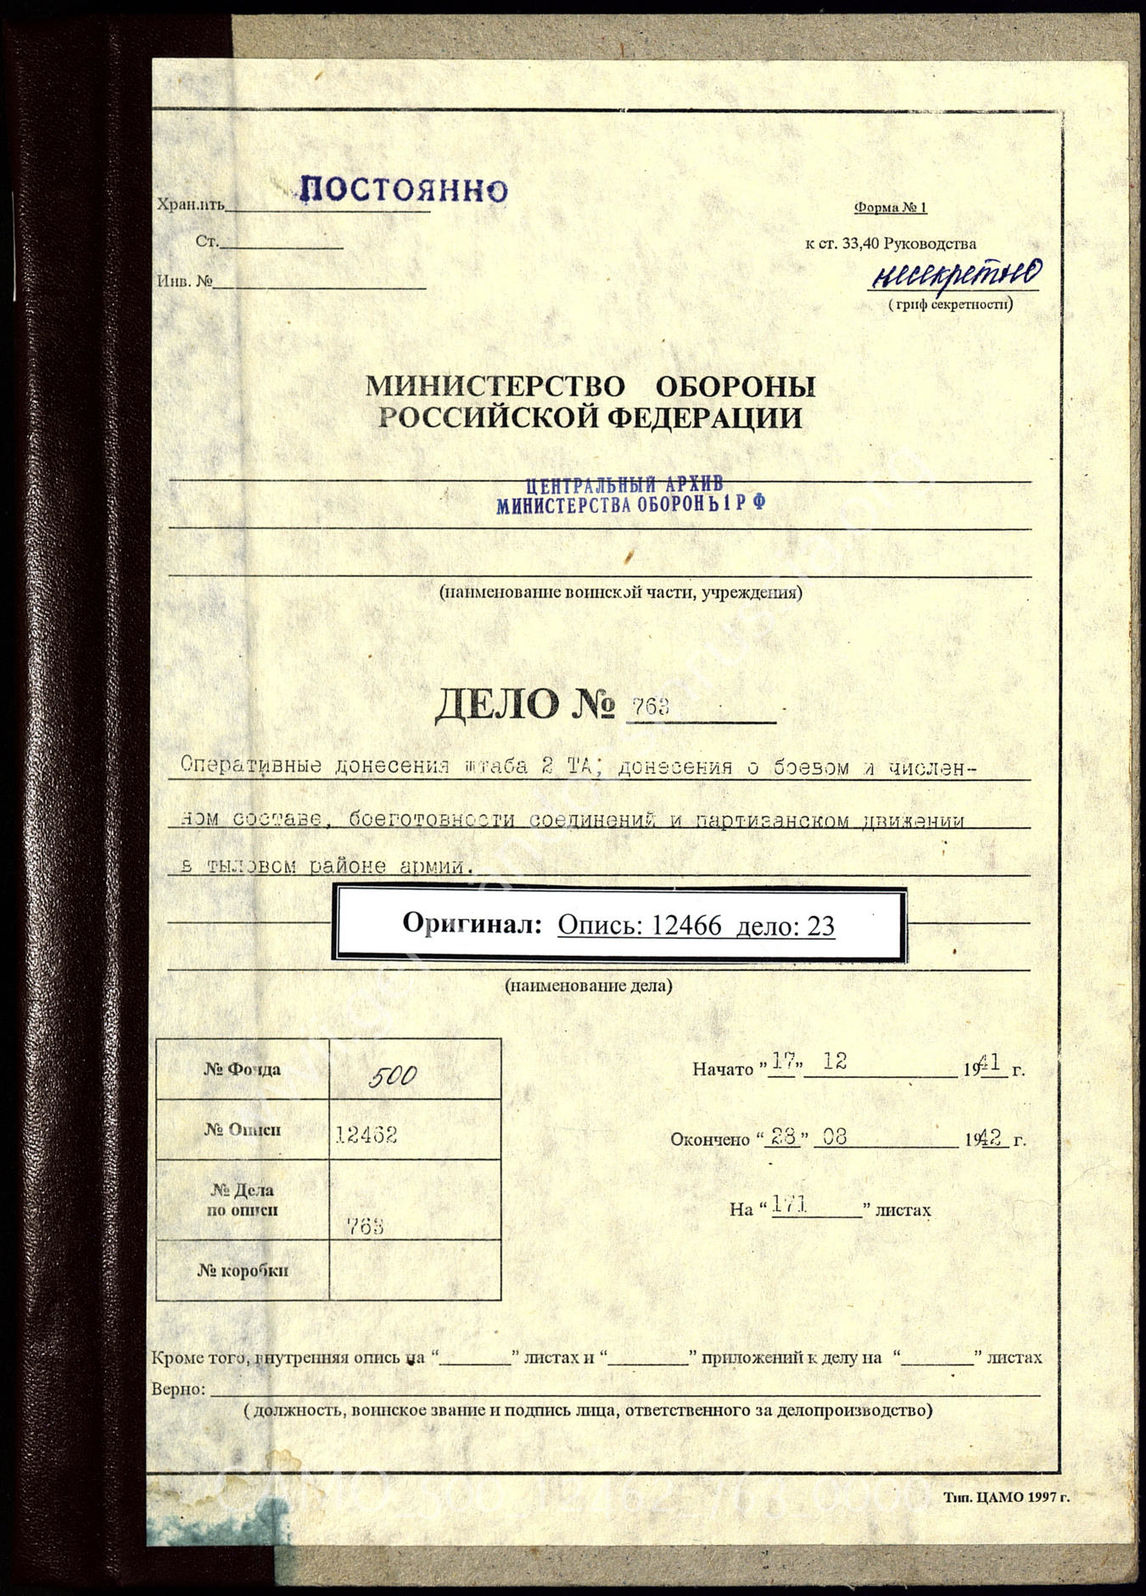 Хранить ПОСТОЯННО
Форма № 1
Ст.
к ст. 33,40 Руководства
Инв. №
несекретно
(гриф секретности)
МИНИСТЕРСТВО ОБОРОНЫ
РОССИЙСКОЙ ФЕДЕРАЦИИ
ЦЕНТРАЛЬНЫЙ АРХИВ
МИНИСТЕРСТВА ОБОРОНЫ РФ
(наименование воинской части, учреждения)
ДЕЛО № 763
Оперативные донесения штаба 2 ТА; донесения о боевом и числен-
ном составе, боеготовности соединений и партизанском движении
в тыловом районе армии.
Оригинал: Опись: 12466 дело: 23
(наименование дела)
№ Фонда 500
Начато "17" 12 1941 г.
№ Описи 12462
Окончено "28" 08 1942 г.
№ Дела
по описи 763
На "171" листах
№ коробки
Кроме того, внутренняя опись на "______" листах и "_______" приложений к делу на "______" листах
Верно:
(должность, воинское звание и подпись лица, ответственного за делопроизводство)
Тип. ЦАМО 1997 г.